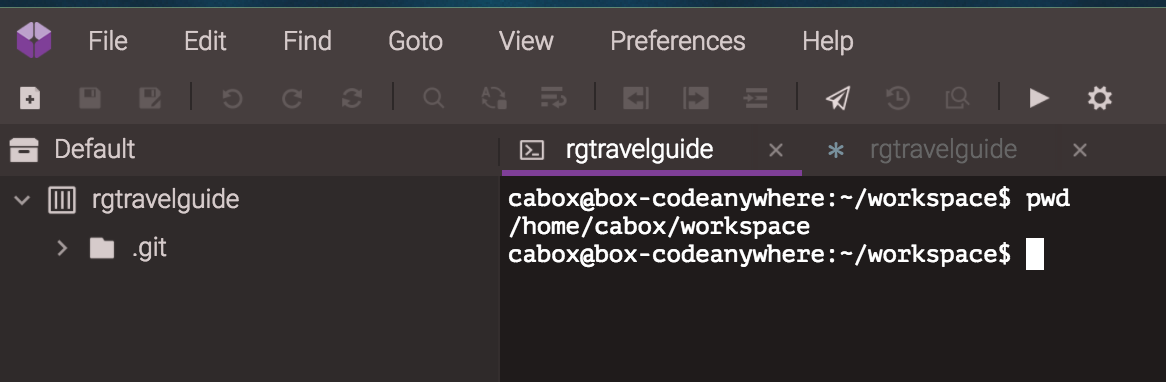 File Edit Find Goto View Preferences Help
Default
rgtravelguide
.git
rgtravelguide × * rgtravelguide ×
cabox@box-codeanywhere:~/workspace$ pwd
/home/cabox/workspace
cabox@box-codeanywhere:~/workspace$